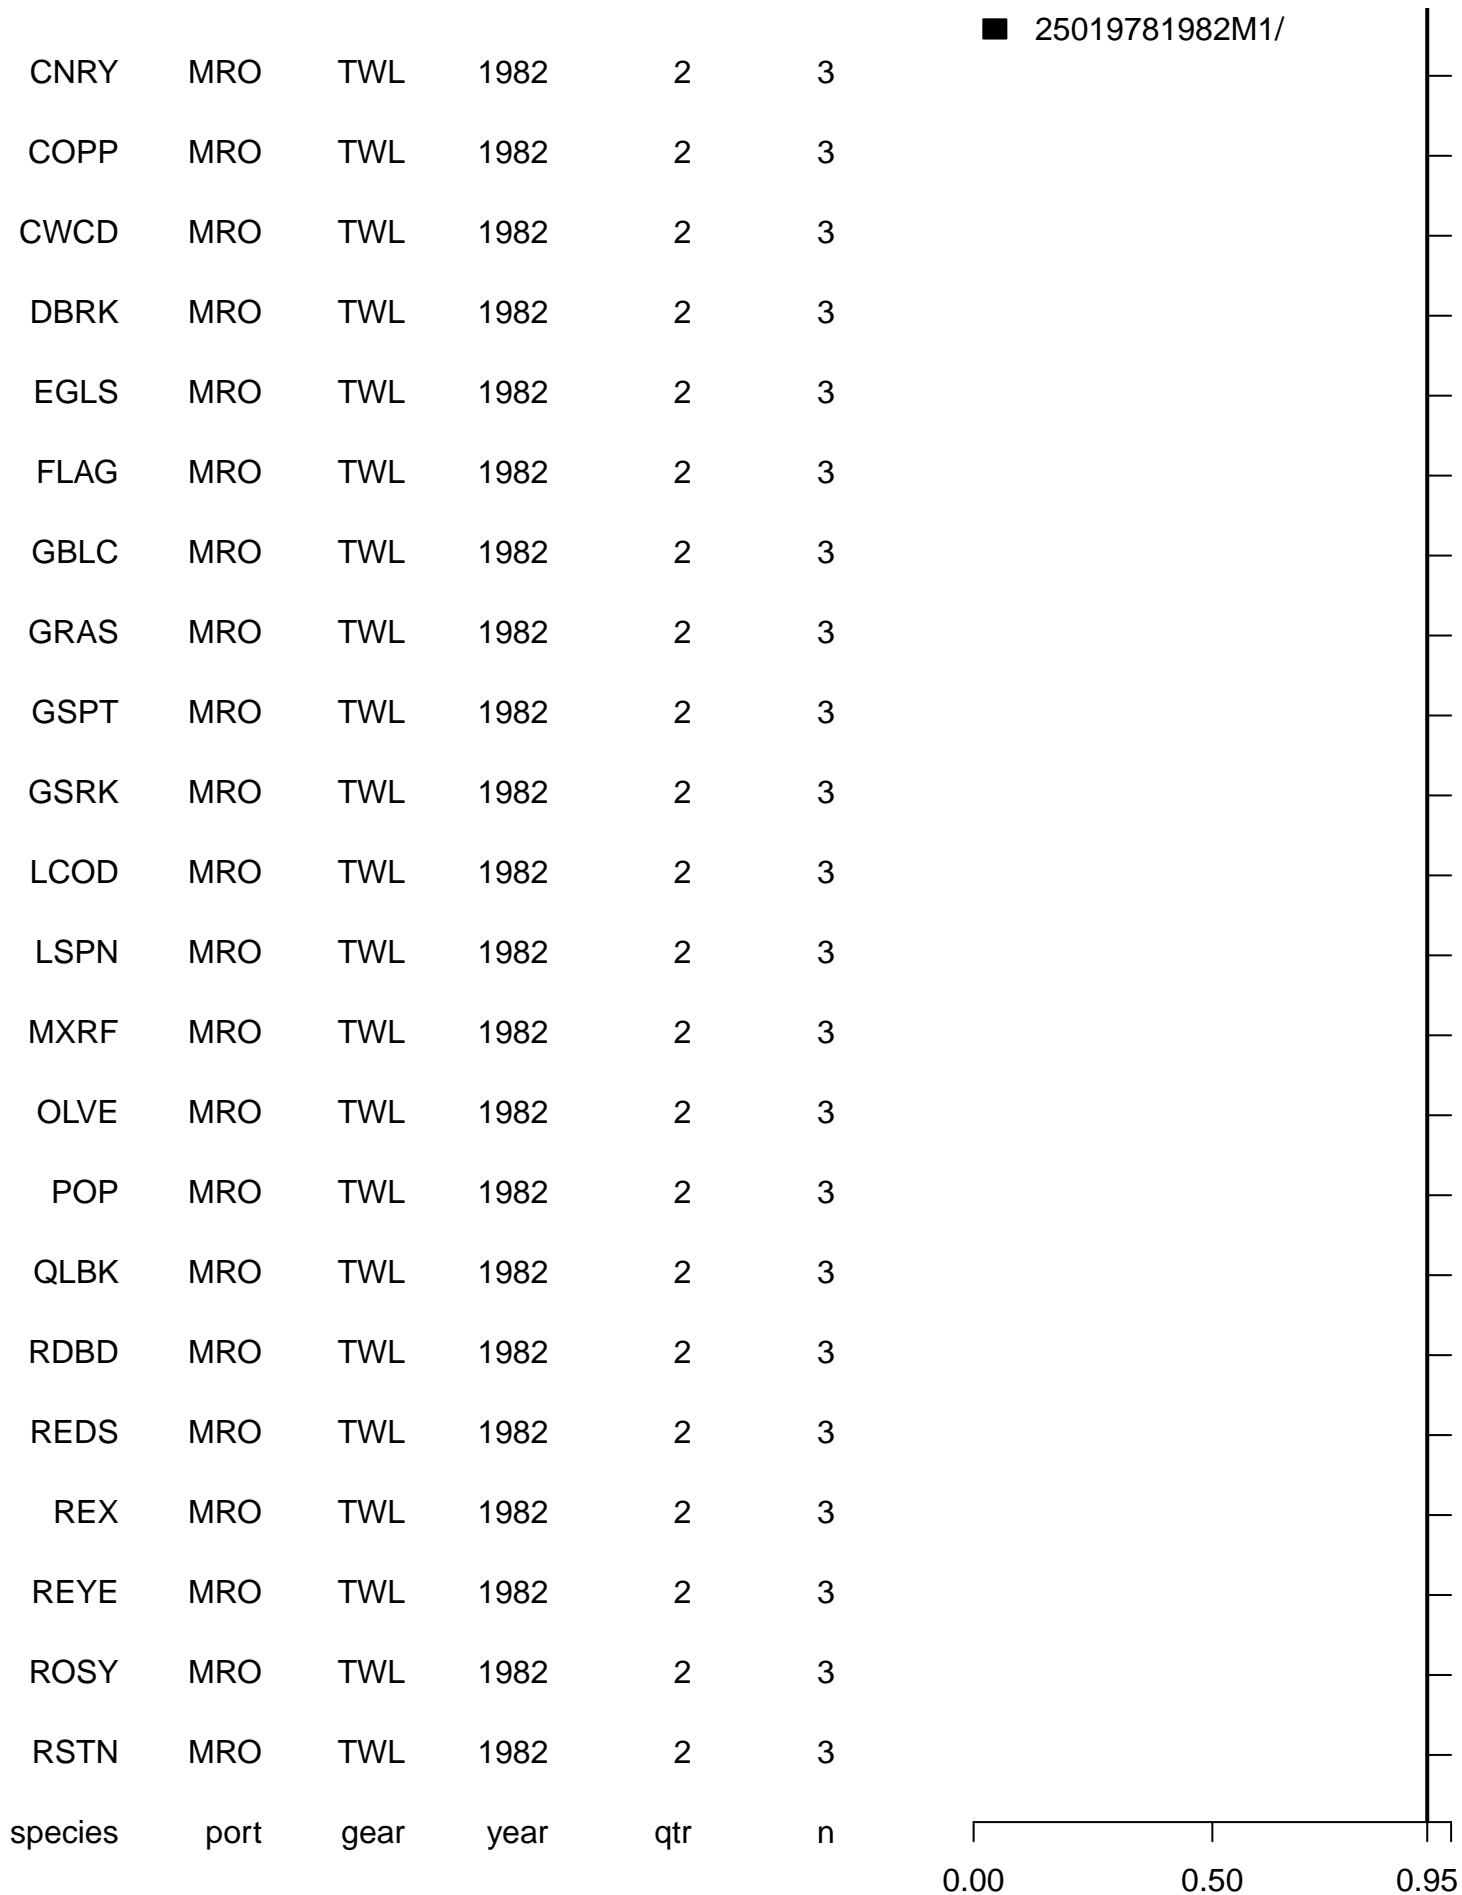 25019781982M1/
CNRY MRO TWL 1982 2 3
COPP MRO TWL 1982 2 3
CWCD MRO TWL 1982 2 3
DBRK MRO TWL 1982 2 3
EGLS MRO TWL 1982 2 3
FLAG MRO TWL 1982 2 3
GBLC MRO TWL 1982 2 3
GRAS MRO TWL 1982 2 3
GSPT MRO TWL 1982 2 3
GSRK MRO TWL 1982 2 3
LCOD MRO TWL 1982 2 3
LSPN MRO TWL 1982 2 3
MXRF MRO TWL 1982 2 3
OLVE MRO TWL 1982 2 3
POP MRO TWL 1982 2 3
QLBK MRO TWL 1982 2 3
RDBD MRO TWL 1982 2 3
REDS MRO TWL 1982 2 3
REX MRO TWL 1982 2 3
REYE MRO TWL 1982 2 3
ROSY MRO TWL 1982 2 3
RSTN MRO TWL 1982 2 3
species port gear year qtr n
0.00 0.50 0.95